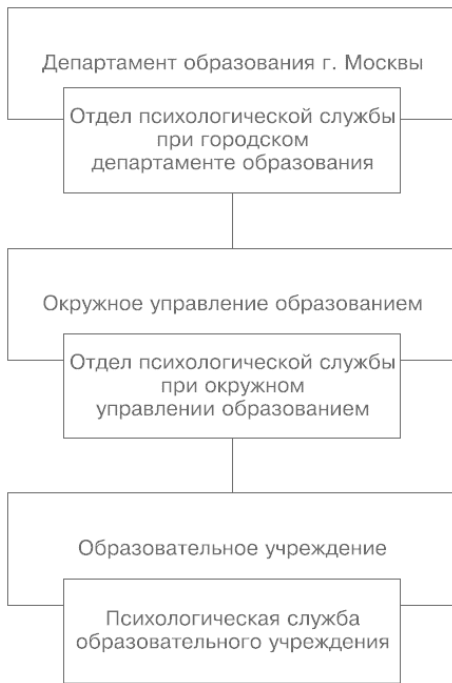 Департамент образования г. Москвы
Отдел психологической службы
при городском
департаменте образования
Окружное управление образованием
Отдел психологической службы
при окружном
управлении образованием
Образовательное учреждение
Психологическая служба
образовательного учреждения